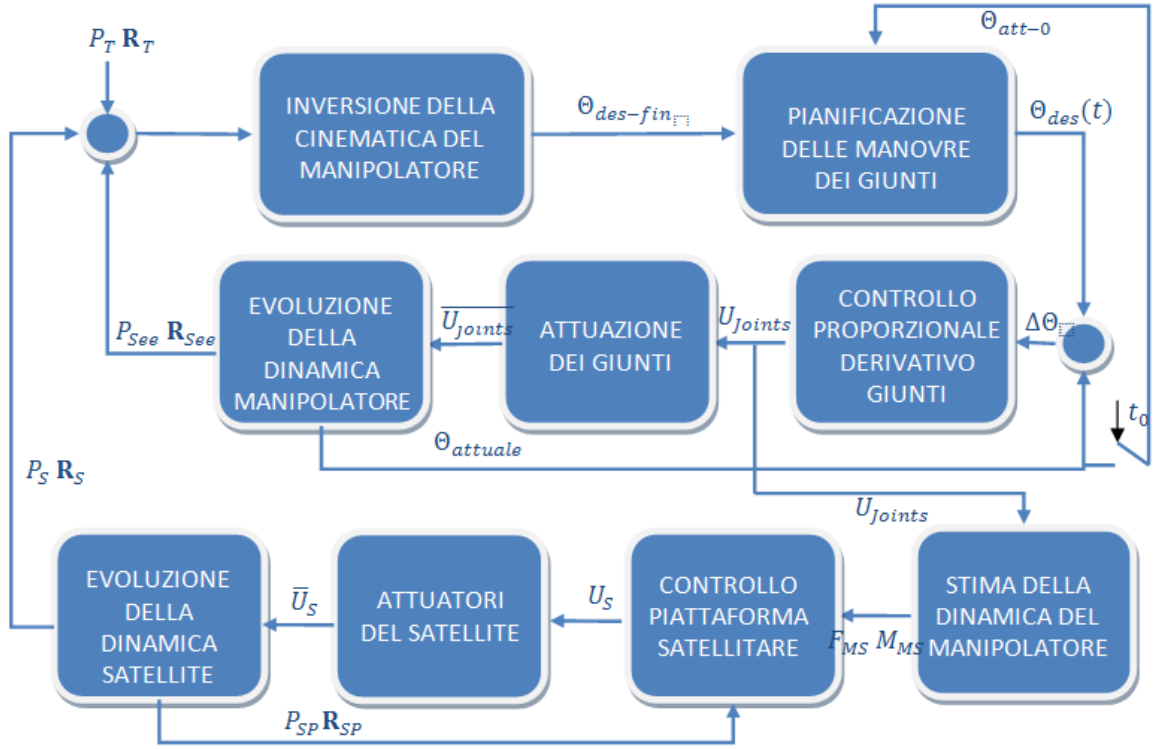 Θ_att−0
P_T R_T
INVERSIONE DELLA
CINEMATICA DEL
MANIPOLATORE
Θ_des−fin
PIANIFICAZIONE
DELLE MANOVRE
DEI GIUNTI
Θ_des(t)
P_See R_See
EVOLUZIONE
DELLA
DINAMICA
MANIPOLATORE
U_Joints
ATTUAZIONE
DEI GIUNTI
U_Joints
CONTROLLO
PROPORZIONALE
DERIVATIVO
GIUNTI
ΔΘ
t_0
Θ_attuale
P_S R_S
U_Joints
EVOLUZIONE
DELLA
DINAMICA
SATELLITE
U̅_S
ATTUATORI
DEL SATELLITE
U_S
CONTROLLO
PIATTAFORMA
SATELLITARE
F_MS M_MS
STIMA DELLA
DINAMICA DEL
MANIPOLATORE
P_SP R_SP